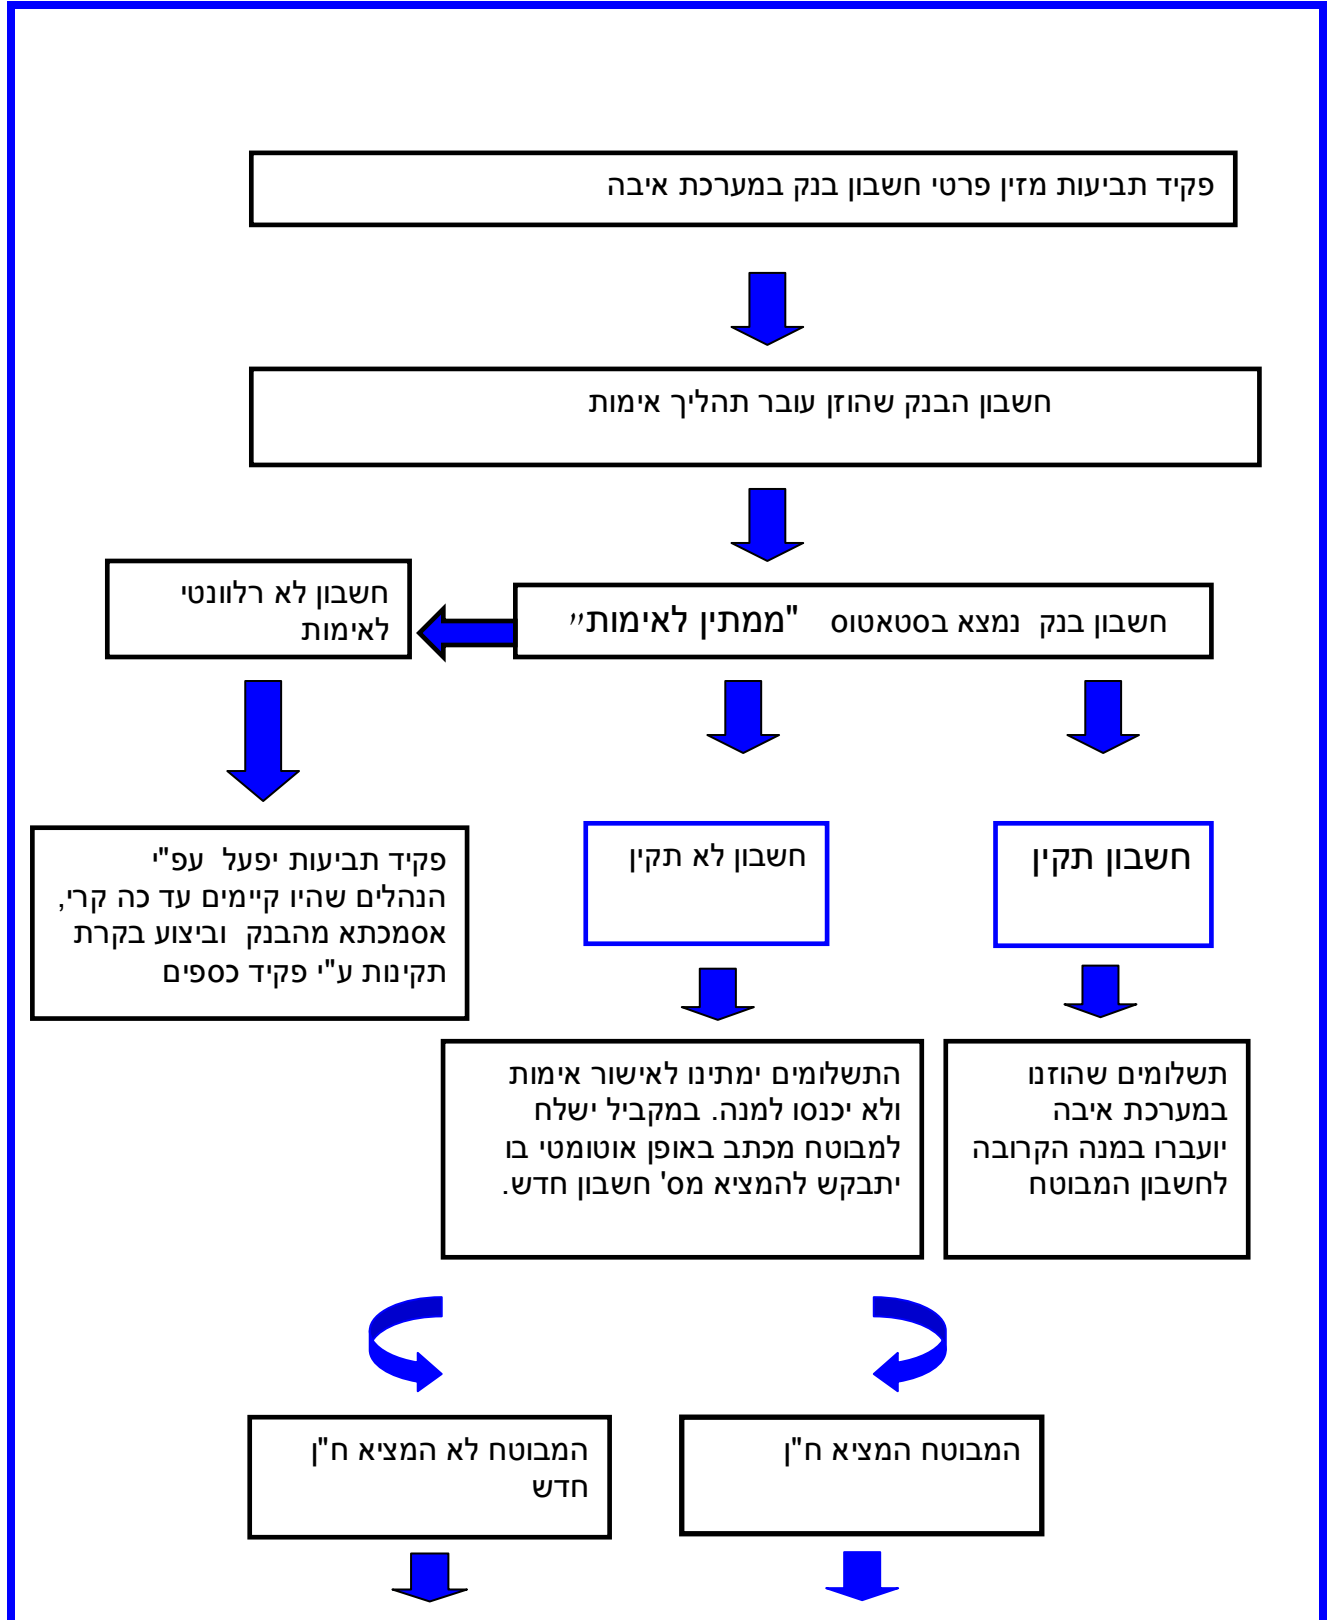 פקיד תביעות מזין פרטי חשבון בנק במערכת איבה
חשבון הבנק שהוזן עובר תהליך אימות
חשבון בנק נמצא בסטאטוס "ממתין לאימות"
חשבון לא רלוונטי
לאימות
חשבון תקין
חשבון לא תקין
פקיד תביעות יפעל עפ"י
הנהלים שהיו קיימים עד כה קרי,
אסמכתא מהבנק וביצוע בקרת
תקינות ע"י פקיד כספים
תשלומים שהוזנו
במערכת איבה
יועברו במנה הקרובה
לחשבון המבוטח
התשלומים ימתינו לאישור אימות
ולא יכנסו למנה. במקביל ישלח
למבוטח מכתב באופן אוטומטי בו
יתבקש להמציא מס' חשבון חדש.
המבוטח המציא ח"ן
המבוטח לא המציא ח"ן
חדש